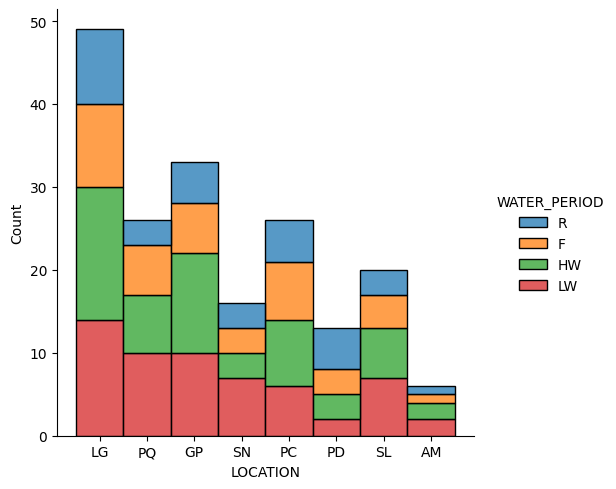 50
40
30
20
10
0
Count
LG PQ GP SN PC PD SL AM
LOCATION
WATER_PERIOD
R
F
HW
LW